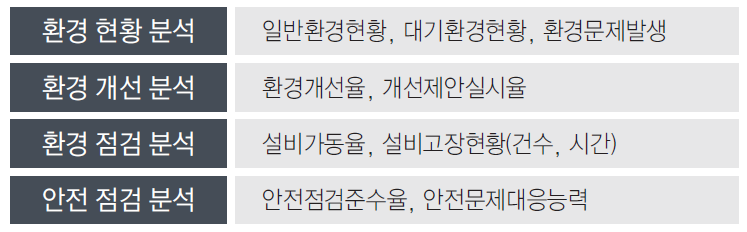 환경 현황 분석 일반환경현황, 대기환경현황, 환경문제발생
환경 개선 분석 환경개선율, 개선제안실시율
환경 점검 분석 설비가동율, 설비고장현황(건수, 시간)
안전 점검 분석 안전점검준수율, 안전문제대응능력